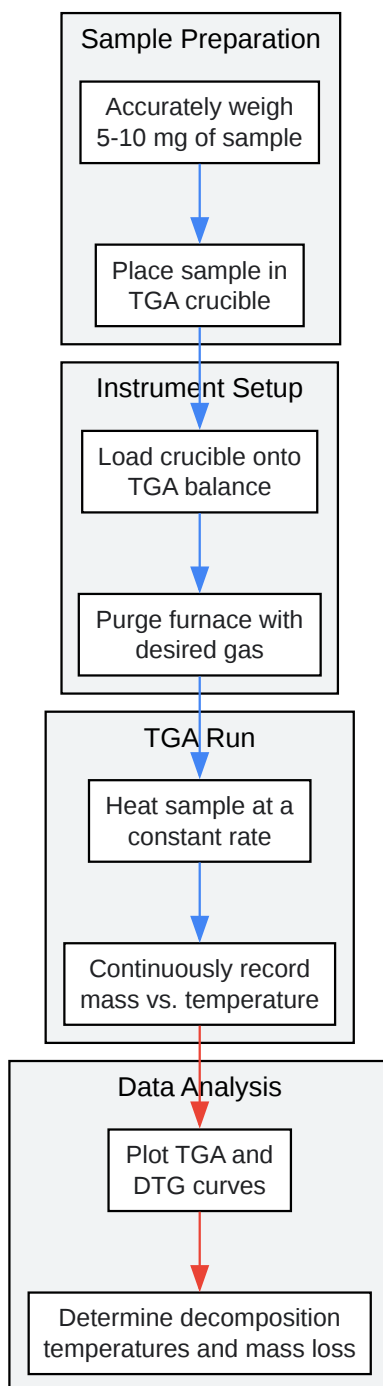 Sample Preparation
Accurately weigh
5-10 mg of sample
Place sample in
TGA crucible
Instrument Setup
Load crucible onto
TGA balance
Purge furnace with
desired gas
TGA Run
Heat sample at a
constant rate
Continuously record
mass vs. temperature
Data Analysis
Plot TGA and
DTG curves
Determine decomposition
temperatures and mass loss